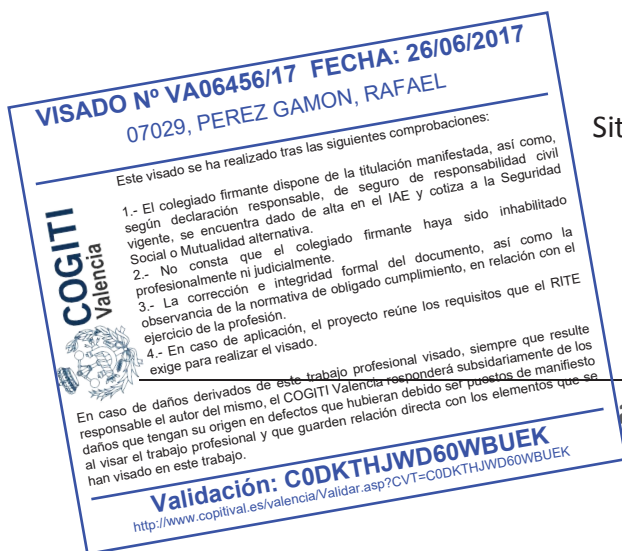 VISADO Nº VA06456/17 FECHA: 26/06/2017
07029, PEREZ GAMON, RAFAEL
Sit
Este visado se ha realizado tras las siguientes comprobaciones:
COGITI
Valencia
1.- El colegiado firmante dispone de la titulación manifestada, así como,
según declaración responsable, de seguro de responsabilidad civil
vigente, se encuentra dado de alta en el IAE y cotiza a la Seguridad
Social o Mutualidad alternativa.
2.- No consta que el colegiado firmante haya sido inhabilitado
profesionalmente ni judicialmente.
3.- La corrección e integridad formal del documento, así como la
observancia de la normativa de obligado cumplimiento, en relación con el
ejercicio de la profesión.
4.- En caso de aplicación, el proyecto reúne los requisitos que el RITE
exige para realizar el visado.
En caso de daños derivados de este trabajo profesional visado, siempre que resulte
responsable el autor del mismo, el COGITI Valencia responderá subsidariamente de los
daños que tengan su origen en defectos que hubieran debido ser puestos de manifiesto
al visar el trabajo profesional y que guarden relación directa con los elementos que se
han visado en este trabajo.
Validación: C0DKTHJWD60WBUEK
http://www.copitival.es/valencia/Validar.asp?CVT=C0DKTHJWD60WBUEK